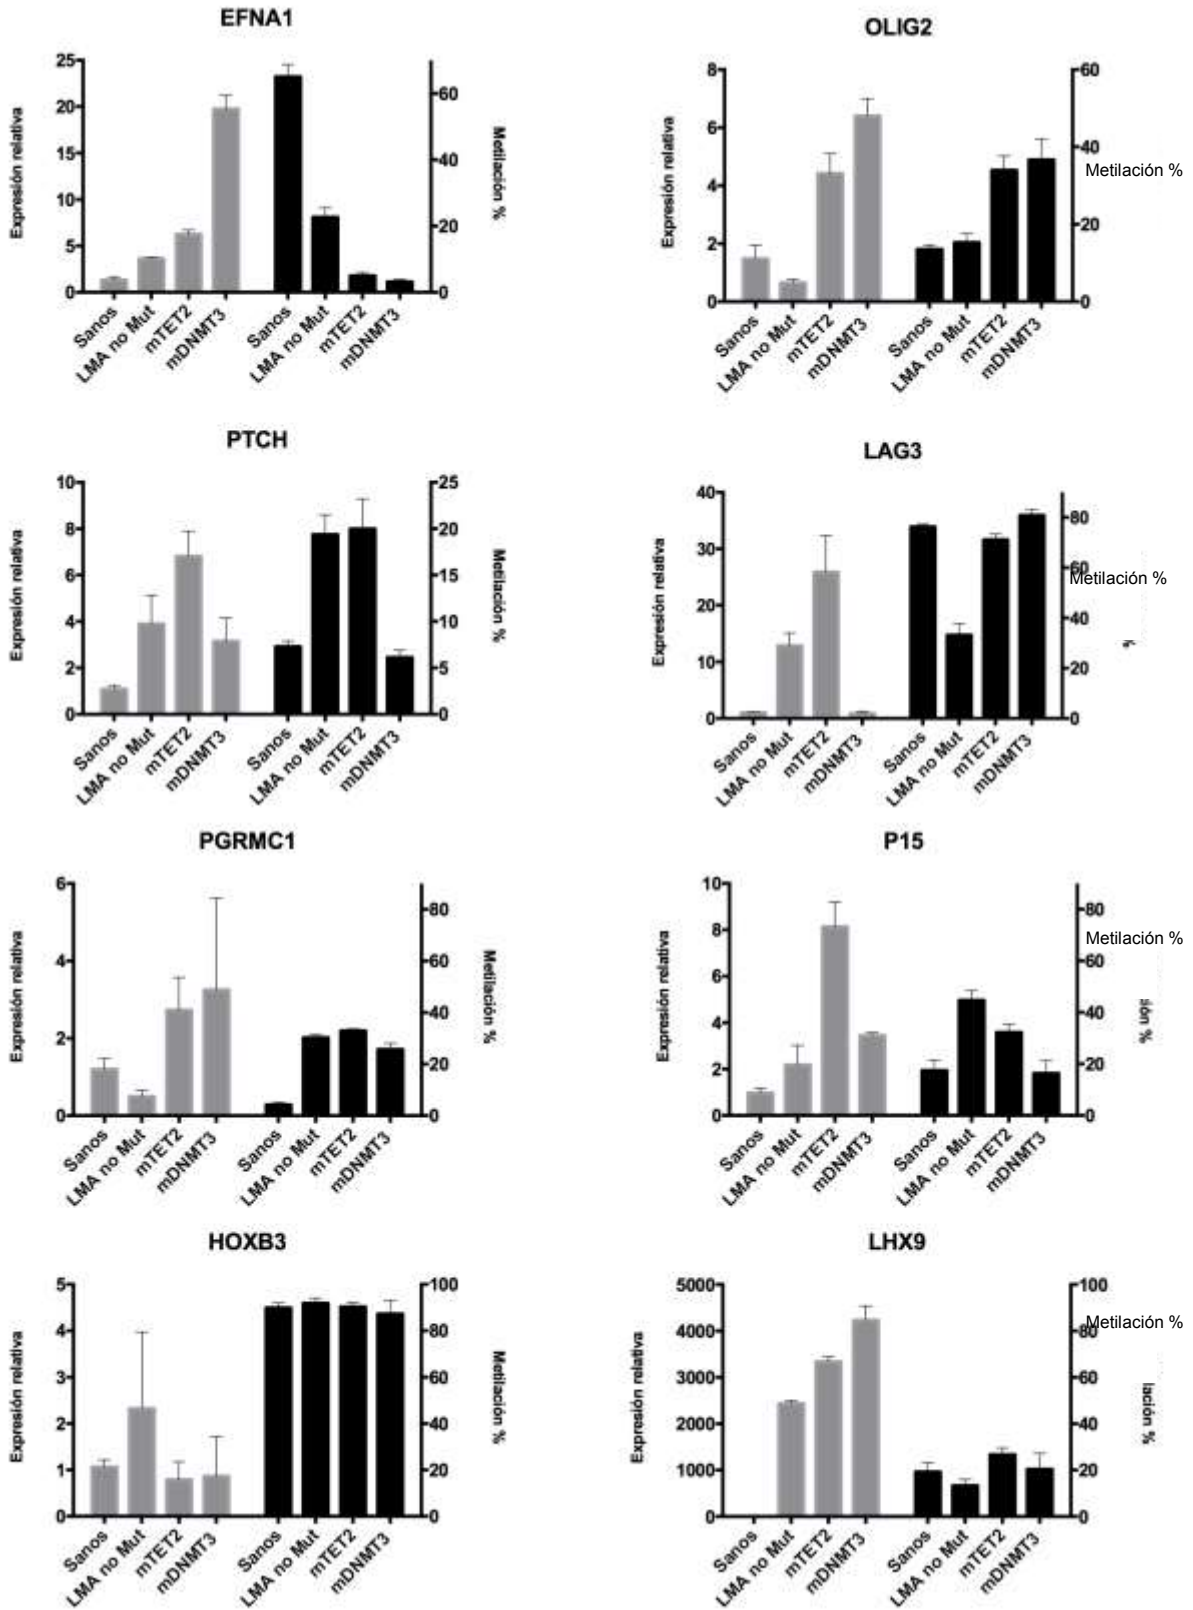 EFNA1
25
20
15
10
5
0
Expresión relativa
60
40
20
0
Metilación %
Sanos
LMA no Mut
mTET2
mDNMT3
Sanos
LMA no Mut
mTET2
mDNMT3
OLIG2
8
6
4
2
0
Expresión relativa
60
40
20
0
Metilación %
Sanos
LMA no Mut
mTET2
mDNMT3
Sanos
LMA no Mut
mTET2
mDNMT3
PTCH
10
8
6
4
2
0
Expresión relativa
25
20
15
10
5
0
Metilación %
Sanos
LMA no Mut
mTET2
mDNMT3
Sanos
LMA no Mut
mTET2
mDNMT3
LAG3
40
30
20
10
0
Expresión relativa
80
60
40
20
0
Metilación %
%
Sanos
LMA no Mut
mTET2
mDNMT3
Sanos
LMA no Mut
mTET2
mDNMT3
PGRMC1
6
4
2
0
Expresión relativa
80
60
40
20
0
Metilación %
Sanos
LMA no Mut
mTET2
mDNMT3
Sanos
LMA no Mut
mTET2
mDNMT3
P15
10
8
6
4
2
0
Expresión relativa
80
60
40
20
0
Metilación %
ión %
Sanos
LMA no Mut
mTET2
mDNMT3
Sanos
LMA no Mut
mTET2
mDNMT3
HOXB3
5
4
3
2
1
0
Expresión relativa
100
80
60
40
20
0
Metilación %
Sanos
LMA no Mut
mTET2
mDNMT3
Sanos
LMA no Mut
mTET2
mDNMT3
LHX9
5000
4000
3000
2000
1000
0
Expresión relativa
100
80
60
40
20
0
Metilación %
lación %
Sanos
LMA no Mut
mTET2
mDNMT3
Sanos
LMA no Mut
mTET2
mDNMT3